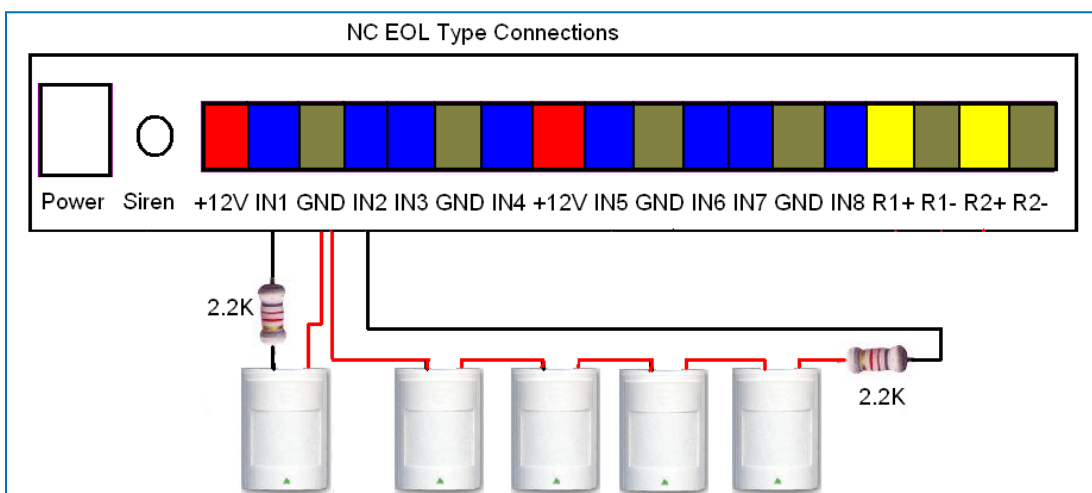 NC EOL Type Connections
Power Siren +12V IN1 GND IN2 IN3 GND IN4 +12V IN5 GND IN6 IN7 GND IN8 R1+ R1- R2+ R2-
2.2K
2.2K